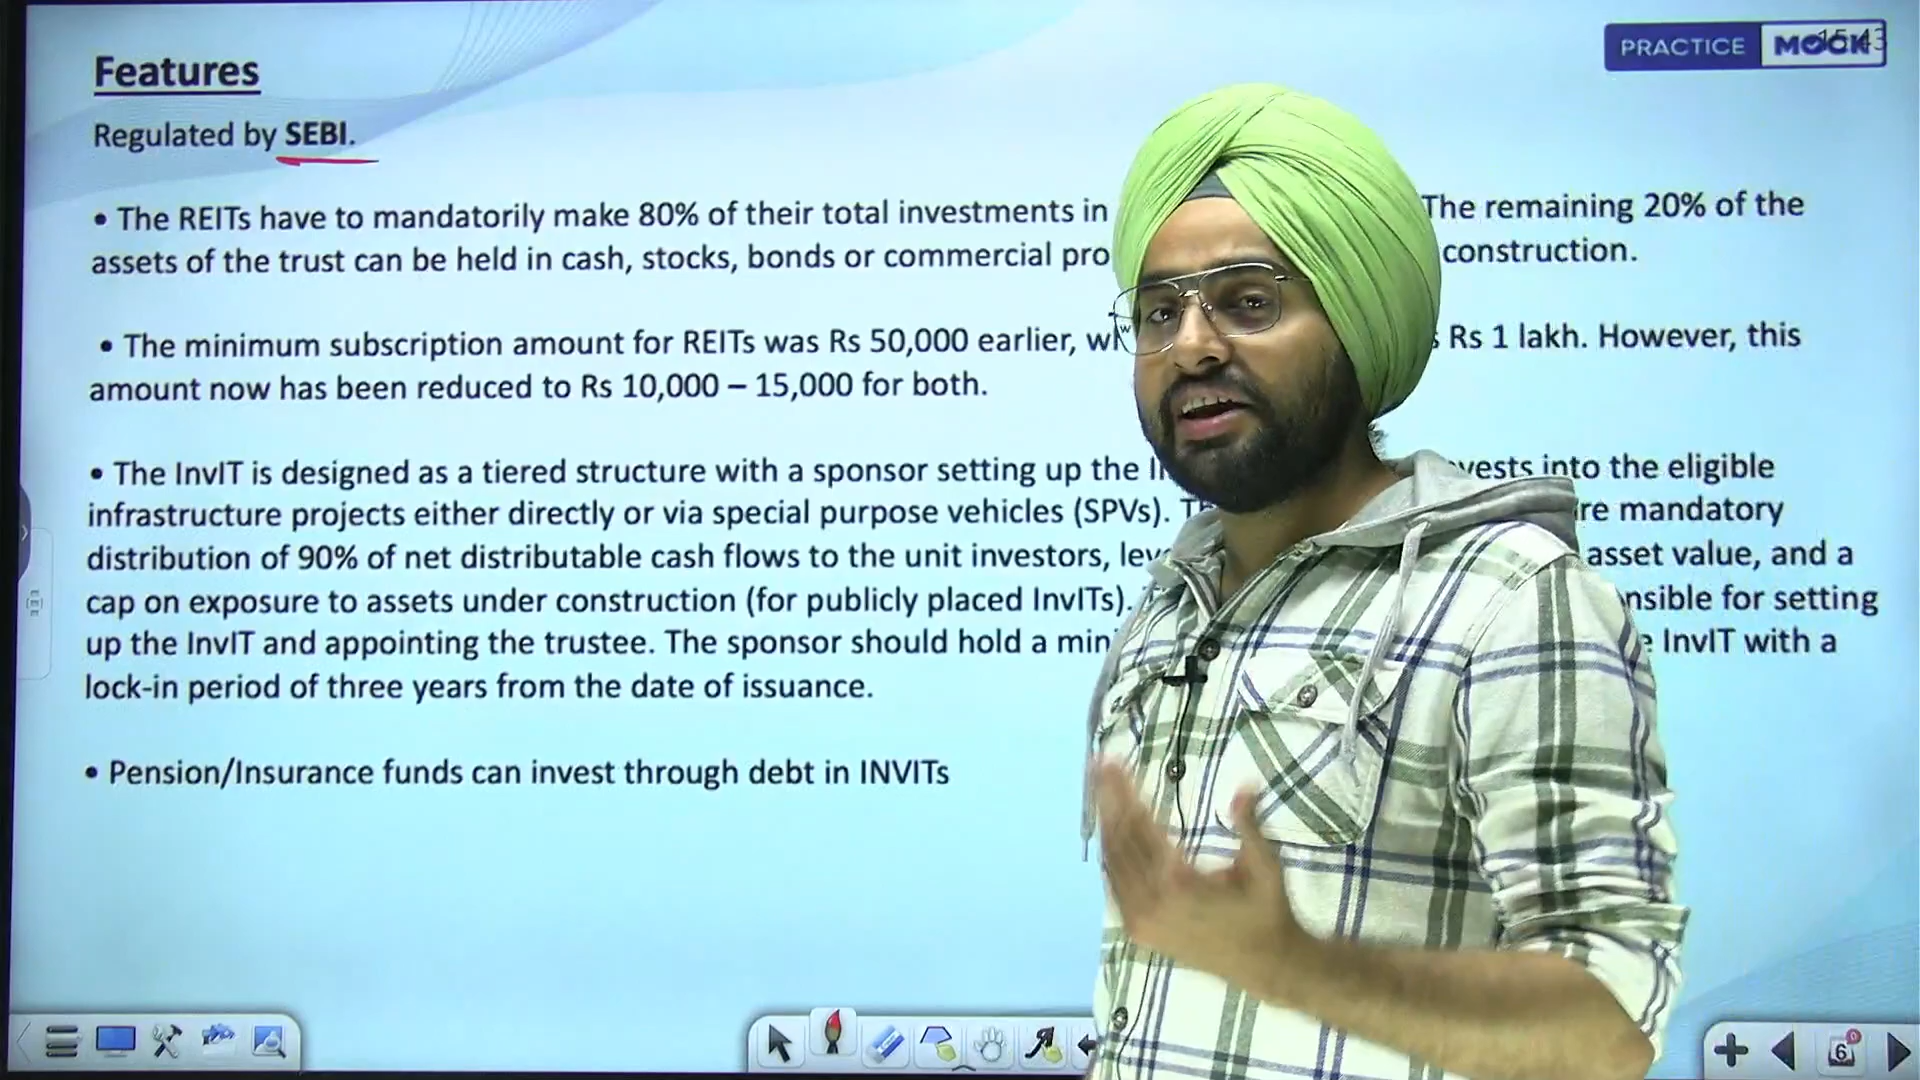 Features
PRACTICE MOCK
Regulated by SEBI.
• The REITs have to mandatorily make 80% of their total investments in The remaining 20% of the
assets of the trust can be held in cash, stocks, bonds or commercial construction.
• The minimum subscription amount for REITs was Rs 50,000 earlier, Rs 1 lakh. However, this
amount now has been reduced to Rs 10,000 – 15,000 for both.
• The InvIT is designed as a tiered structure with a sponsor setting up the into the eligible
infrastructure projects either directly or via special purpose vehicles (SPVs). mandatory
distribution of 90% of net distributable cash flows to the unit investors, asset value, and a
cap on exposure to assets under construction (for publicly placed InvITs). for setting
up the InvIT and appointing the trustee. The sponsor should hold a InvIT with a
lock-in period of three years from the date of issuance.
• Pension/Insurance funds can invest through debt in INVITs
6